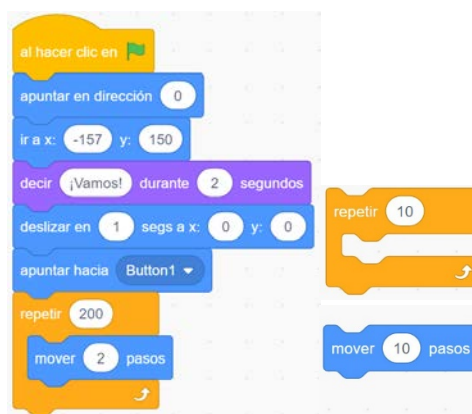 al hacer clic en
apuntar en dirección 0
ir a x: -157 y: 150
decir ¡Vamos! durante 2 segundos
deslizar en 1 segs a x: 0 y: 0
apuntar hacia Button1
repetir 200
mover 2 pasos
repetir 10
mover 10 pasos